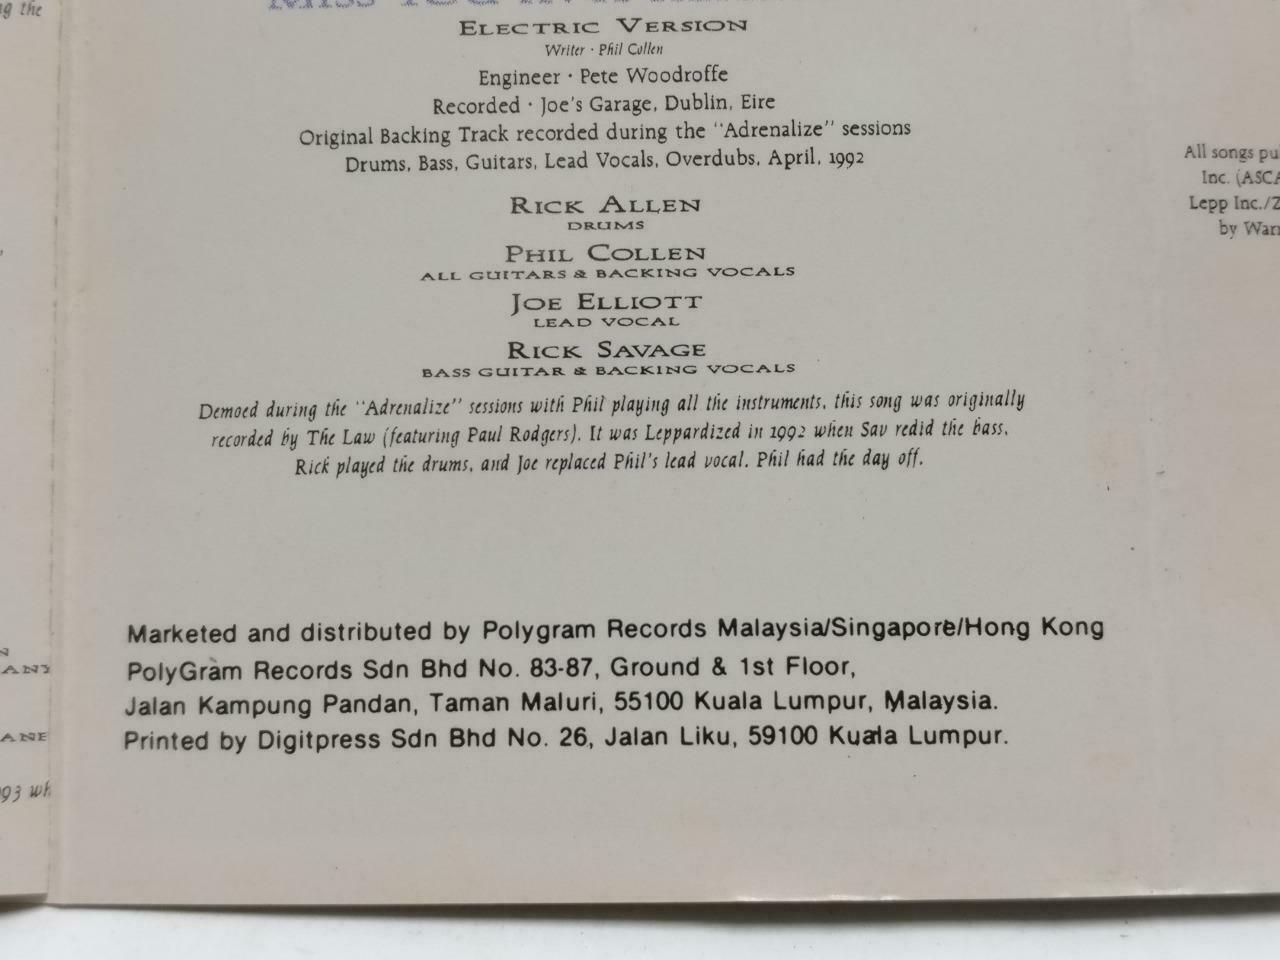 ng the
ELECTRIC VERSION
Writer · Phil Collen
Engineer · Pete Woodroffe
Recorded · Joe's Garage, Dublin, Eire
Original Backing Track recorded during the "Adrenalize" sessions
Drums, Bass, Guitars, Lead Vocals, Overdubs, April, 1992
RICK ALLEN
DRUMS
PHIL COLLEN
ALL GUITARS & BACKING VOCALS
JOE ELLIOTT
LEAD VOCAL
RICK SAVAGE
BASS GUITAR & BACKING VOCALS
Demoed during the "Adrenalize" sessions with Phil playing all the instruments, this song was originally
recorded by The Law (featuring Paul Rodgers). It was Leppardized in 1992 when Sav redid the bass,
Rick played the drums, and Joe replaced Phil's lead vocal. Phil had the day off.
Marketed and distributed by Polygram Records Malaysia/Singapore/Hong Kong
PolyGram Records Sdn Bhd No. 83-87, Ground & 1st Floor,
Jalan Kampung Pandan, Taman Maluri, 55100 Kuala Lumpur, Malaysia.
Printed by Digitpress Sdn Bhd No. 26, Jalan Liku, 59100 Kuala Lumpur.
All songs pu
Inc. (ASCA
Lepp Inc./Z
by Warn